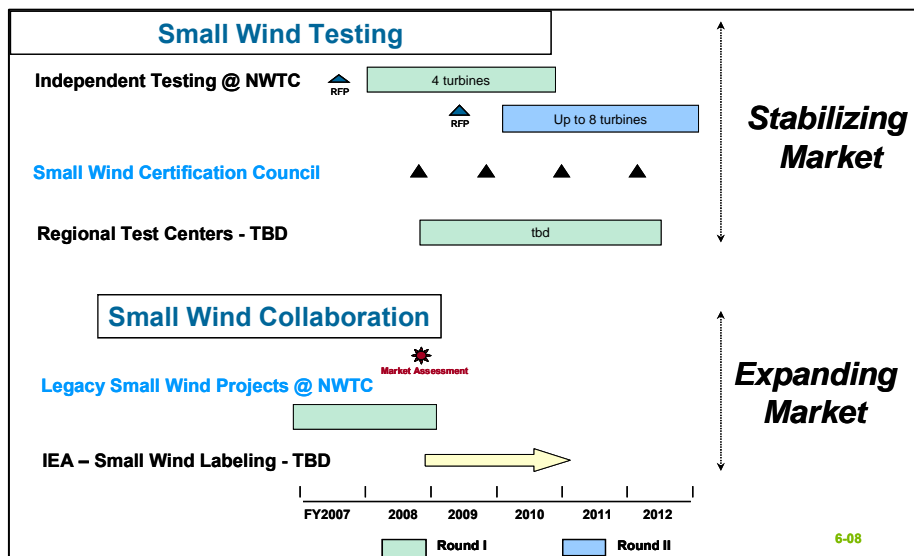 Small Wind Testing
Independent Testing @ NWTC
RFP
4 turbines
RFP
Up to 8 turbines
Stabilizing
Market
Small Wind Certification Council
Regional Test Centers - TBD
tbd
Small Wind Collaboration
Market Assessment
Legacy Small Wind Projects @ NWTC
Expanding
Market
IEA – Small Wind Labeling - TBD
FY2007 2008 2009 2010 2011 2012
Round I Round II
6-08